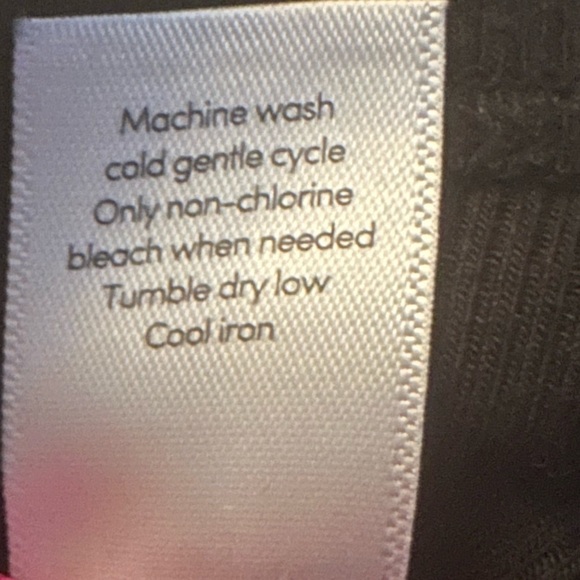 Machine wash
cold gentle cycle
Only non-chlorine
bleach when needed
Tumble dry low
Cool iron